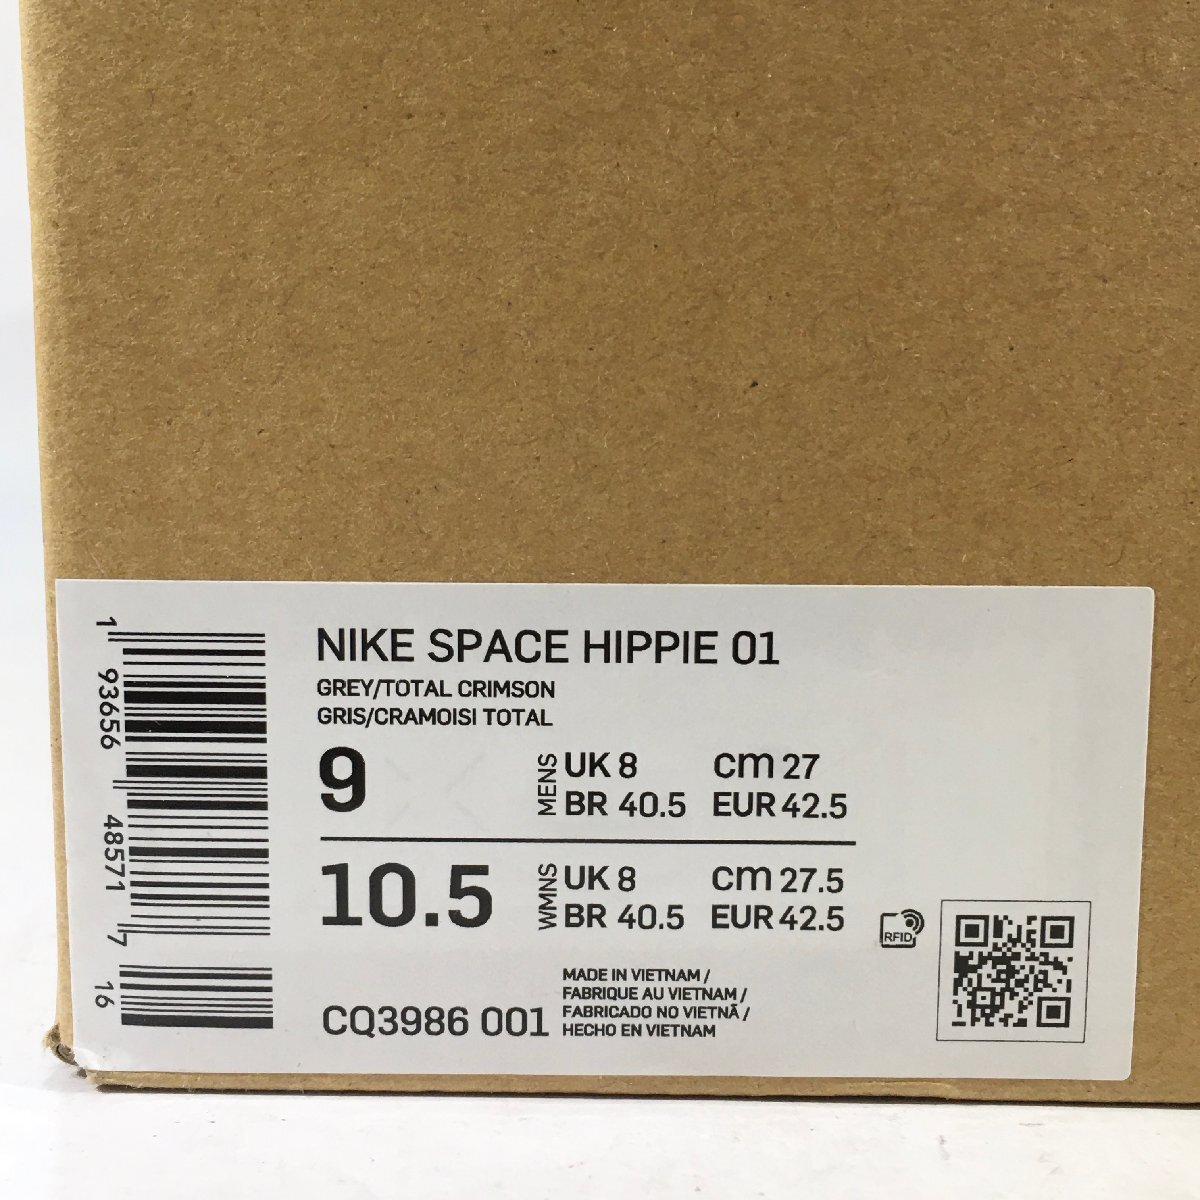 NIKE SPACE HIPPIE 01
GREY/TOTAL CRIMSON
GRIS/CRAMOISI TOTAL
9 MENS UK 8 CM 27
BR 40.5 EUR 42.5
10.5 WMNS UK 8 CM 27.5
BR 40.5 EUR 42.5
RFID
CQ3986 001
MADE IN VIETNAM /
FABRIQUE AU VIETNAM /
FABRICADO NO VIETNÃ /
HECHO EN VIETNAM
1 93656 48571 7 16